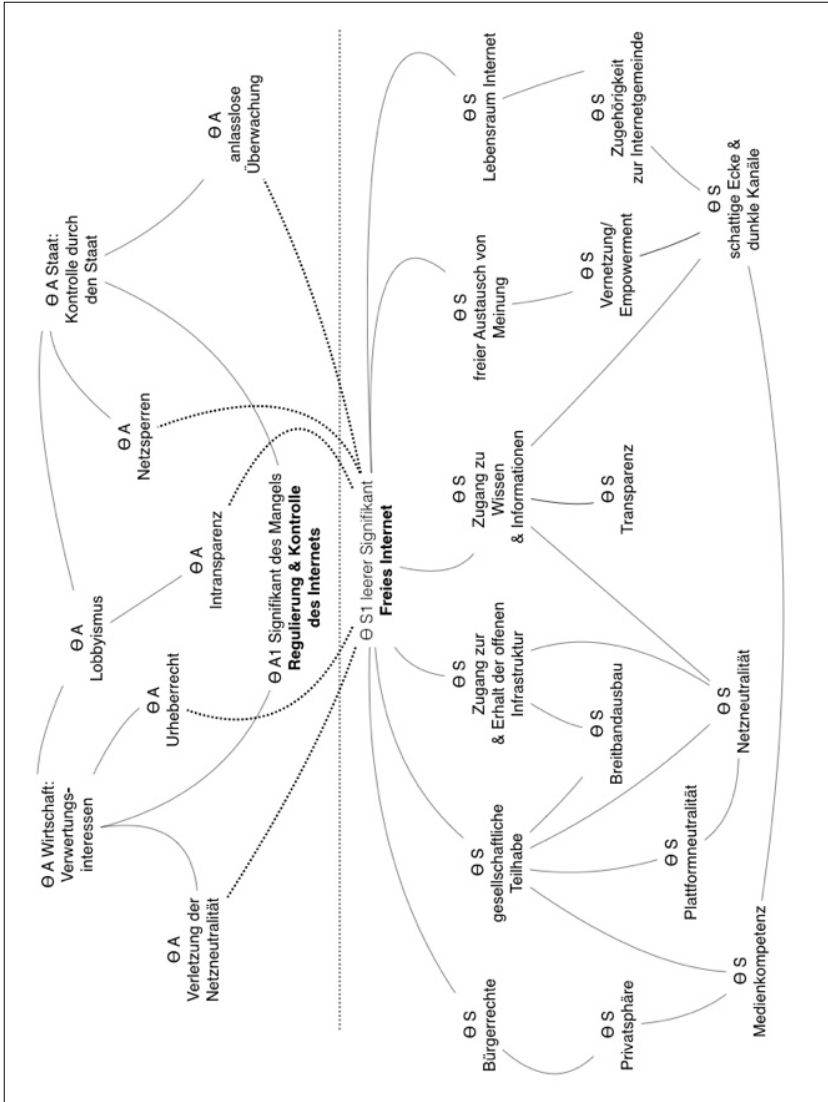 Ɵ A Wirtschaft:
Verwertungs-
interessen
Ɵ A
Lobbyismus
Ɵ A Staat:
Kontrolle durch
den Staat
Ɵ A
Verletzung der
Netzneutralität
Ɵ A
Urheberrecht
Ɵ A
Intransparenz
Ɵ A
Netzsperren
Ɵ A
anlasslose
Überwachung
Ɵ A1 Signifikant des Mangels
Regulierung & Kontrolle
des Internets
Ɵ S1 leerer Signifikant
Freies Internet
Ɵ S
Bürgerrechte
Ɵ S
gesellschaftliche
Teilhabe
Ɵ S
Zugang zur
& Erhalt der offenen
Infrastruktur
Ɵ S
Zugang zu
Wissen
& Informationen
Ɵ S
freier Austausch von
Meinung
Ɵ S
Lebensraum Internet
Ɵ S
Privatsphäre
Ɵ S
Breitbandausbau
Ɵ S
Transparenz
Ɵ S
Vernetzung/
Empowerment
Ɵ S
Zugehörigkeit
zur Internetgemeinde
Ɵ S
Plattformneutralität
Ɵ S
Medienkompetenz
Ɵ S
Netzneutralität
Ɵ S
schattige Ecke &
dunkle Kanäle